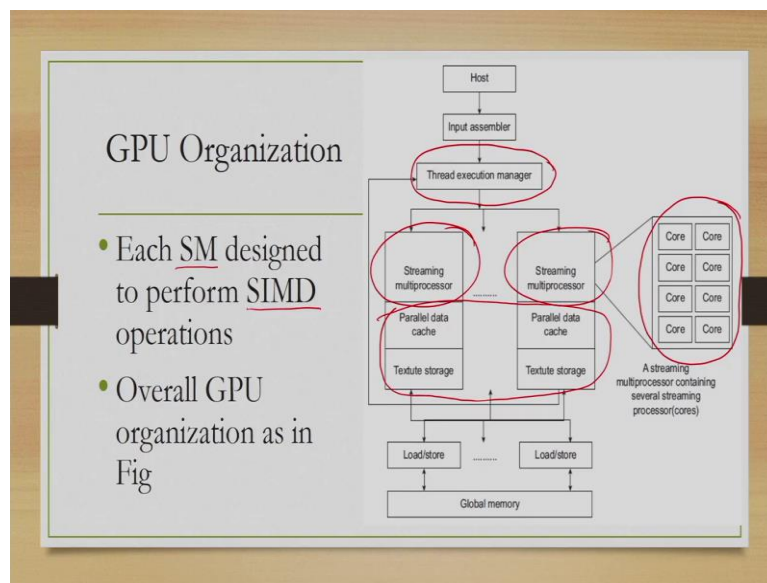 GPU Organization
• Each SM designed
to perform SIMD
operations
• Overall GPU
organization as in
Fig
Host
Input assembler
Thread execution manager
Streaming
multiprocessor
Parallel data
cache
Textute storage
..........
Streaming
multiprocessor
Parallel data
cache
Textute storage
Core Core
Core Core
Core Core
Core Core
A streaming
multiprocessor containing
several streaming
processor(cores)
Load/store .......... Load/store
Global memory